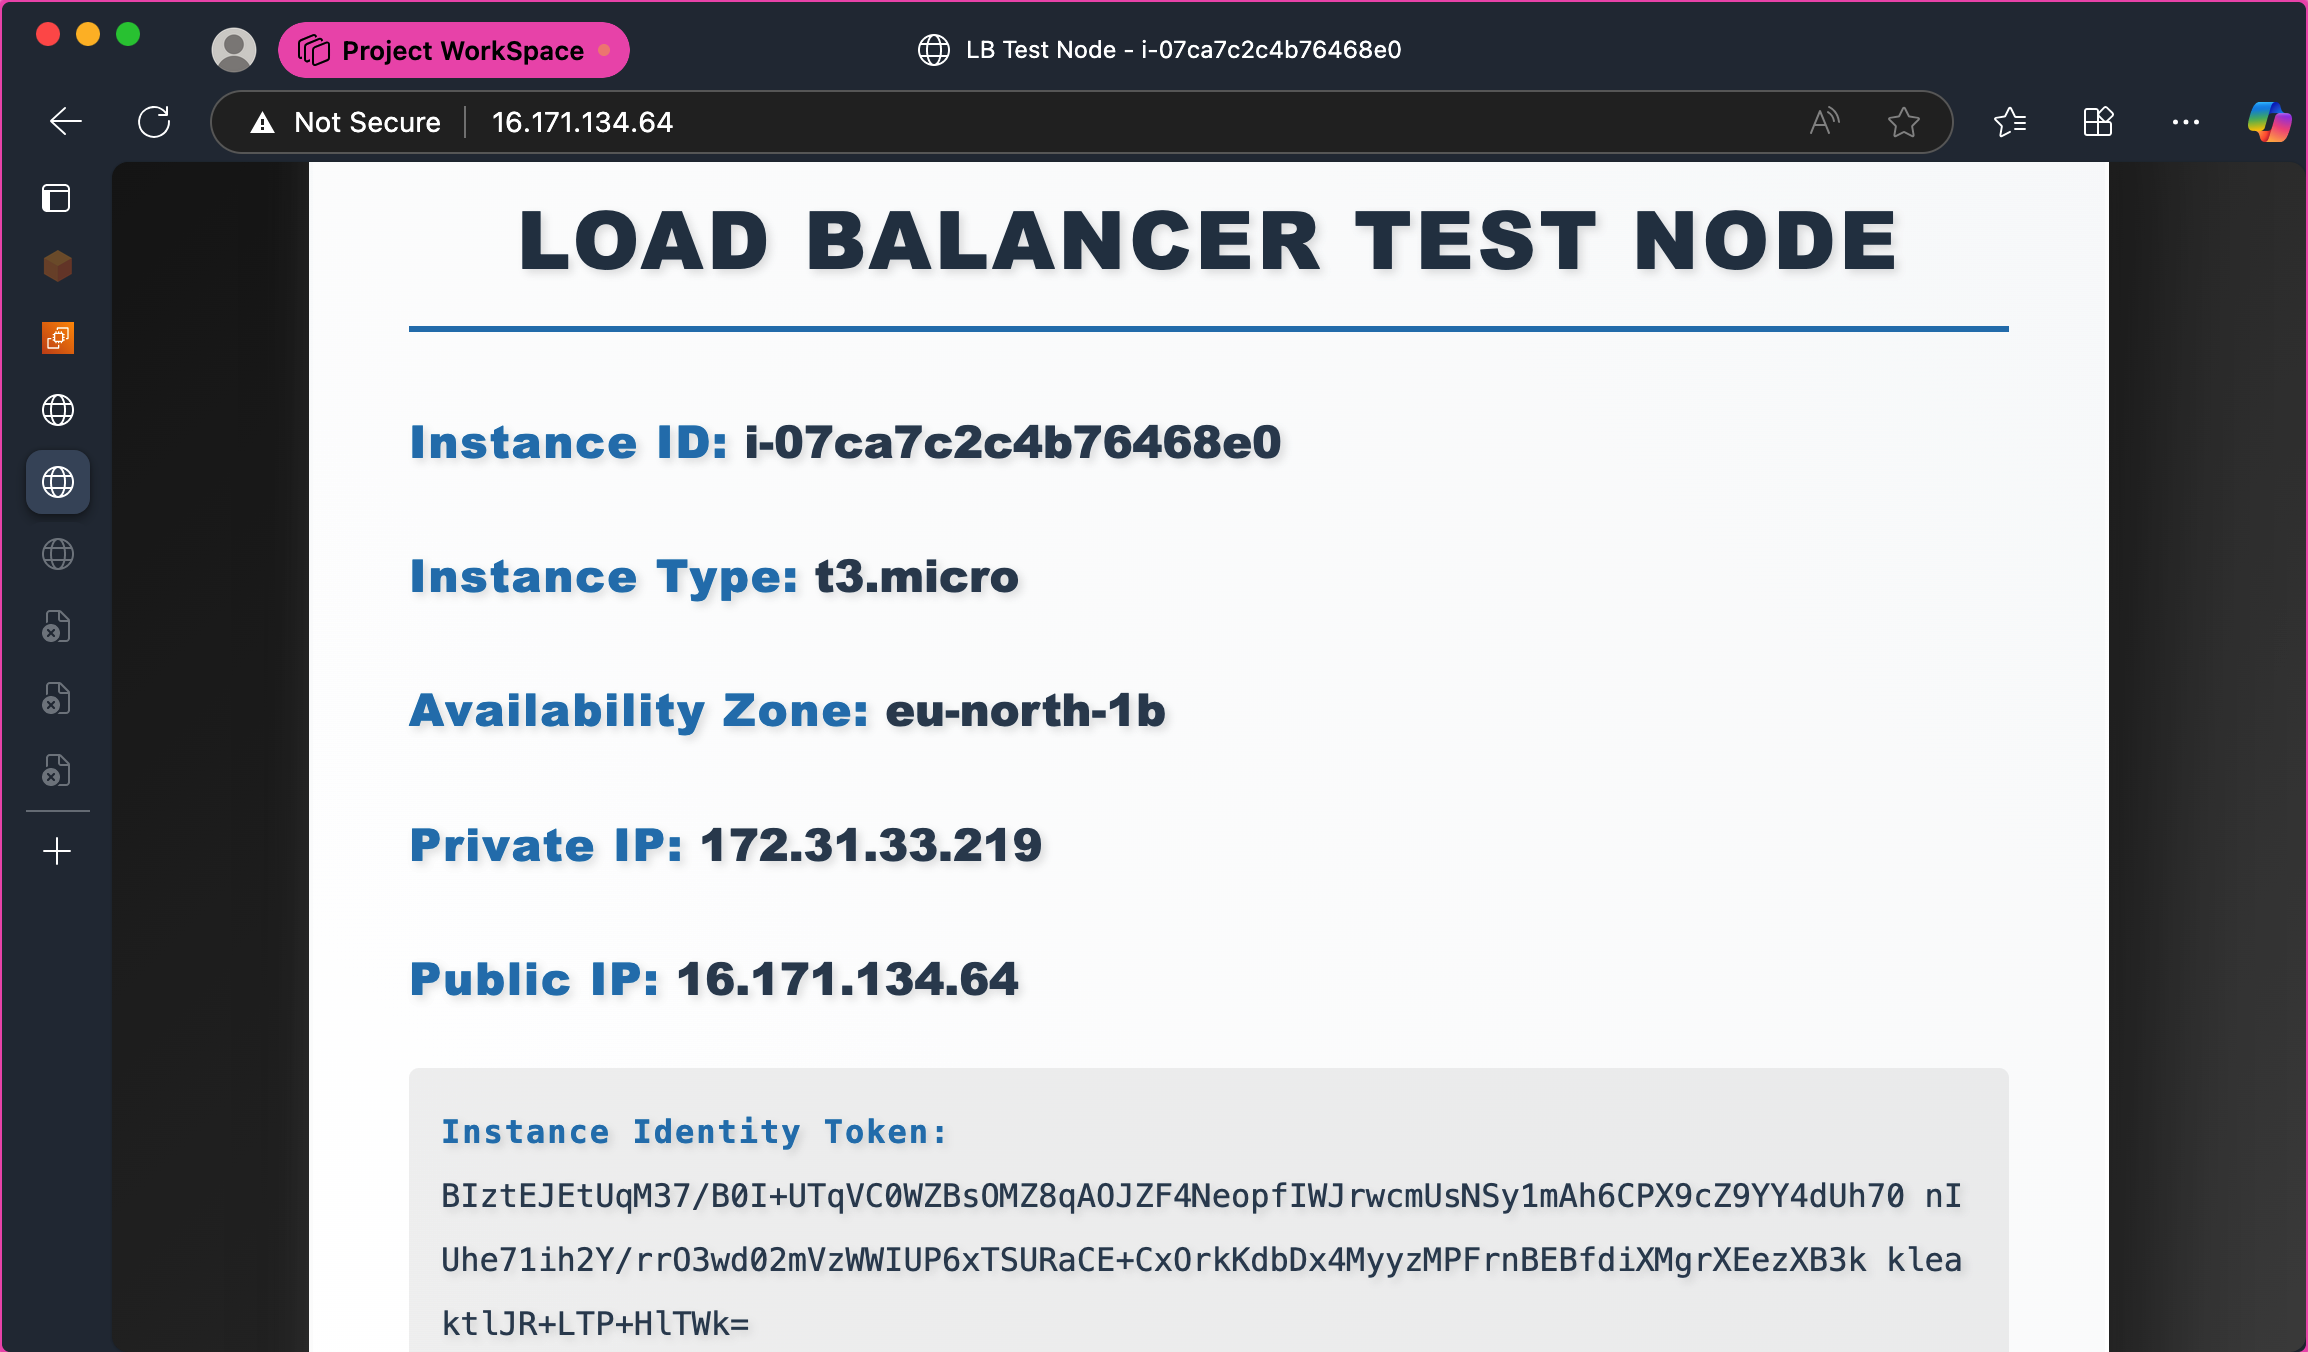 Project WorkSpace
LB Test Node - i-07ca7c2c4b76468e0
Not Secure
16.171.134.64
LOAD BALANCER TEST NODE
Instance ID: i-07ca7c2c4b76468e0
Instance Type: t3.micro
Availability Zone: eu-north-1b
Private IP: 172.31.33.219
Public IP: 16.171.134.64
Instance Identity Token:
BIztEJEtUqM37/B0I+UTqVC0WZBsOMZ8qAOJZF4NeopfIWJrwcmUsNSy1mAh6CPX9cZ9YY4dUh70 nI
Uhe71ih2Y/rrO3wd02mVzWWIUP6xTSURaCE+CxOrkKdbDx4MyyzMPFrnBEBfdiXMgrXEezXB3k klea
ktlJR+LTP+HlTWk=